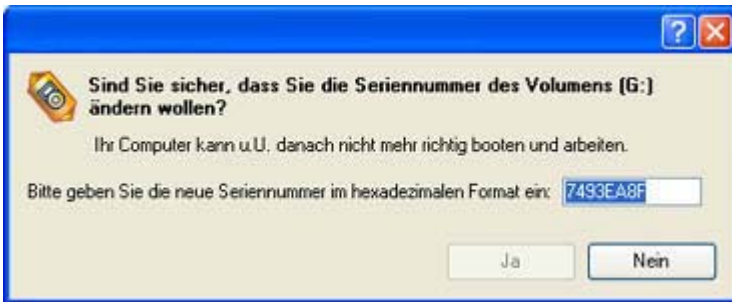 Sind Sie sicher, dass Sie die Seriennummer des Volumens (G:)
ändern wollen?
Ihr Computer kann u.U. danach nicht mehr richtig booten und arbeiten.
Bitte geben Sie die neue Seriennummer im hexadezimalen Format ein: 7493EA8F
Ja Nein